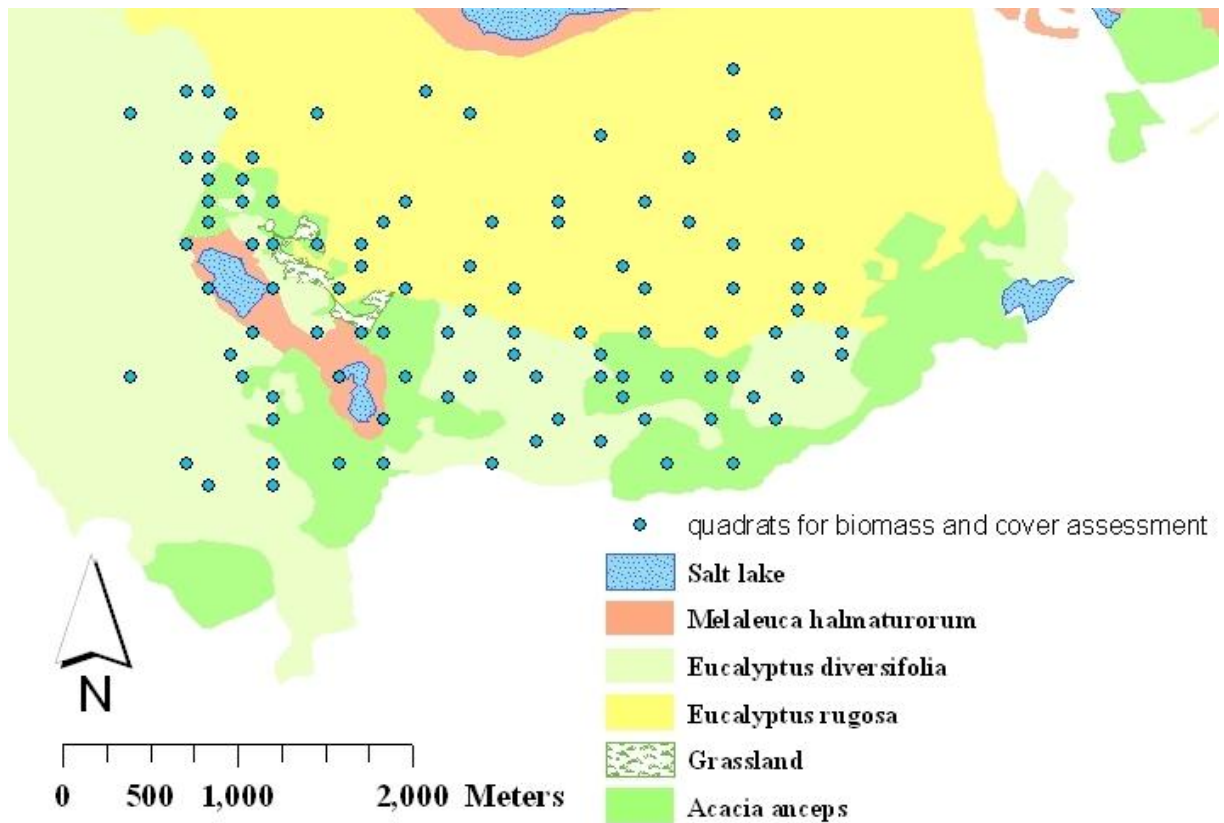 quadrats for biomass and cover assessment
Salt lake
Melaleuca halmaturorum
Eucalyptus diversifolia
Eucalyptus rugosa
Grassland
Acacia anceps
N
0 500 1,000 2,000 Meters